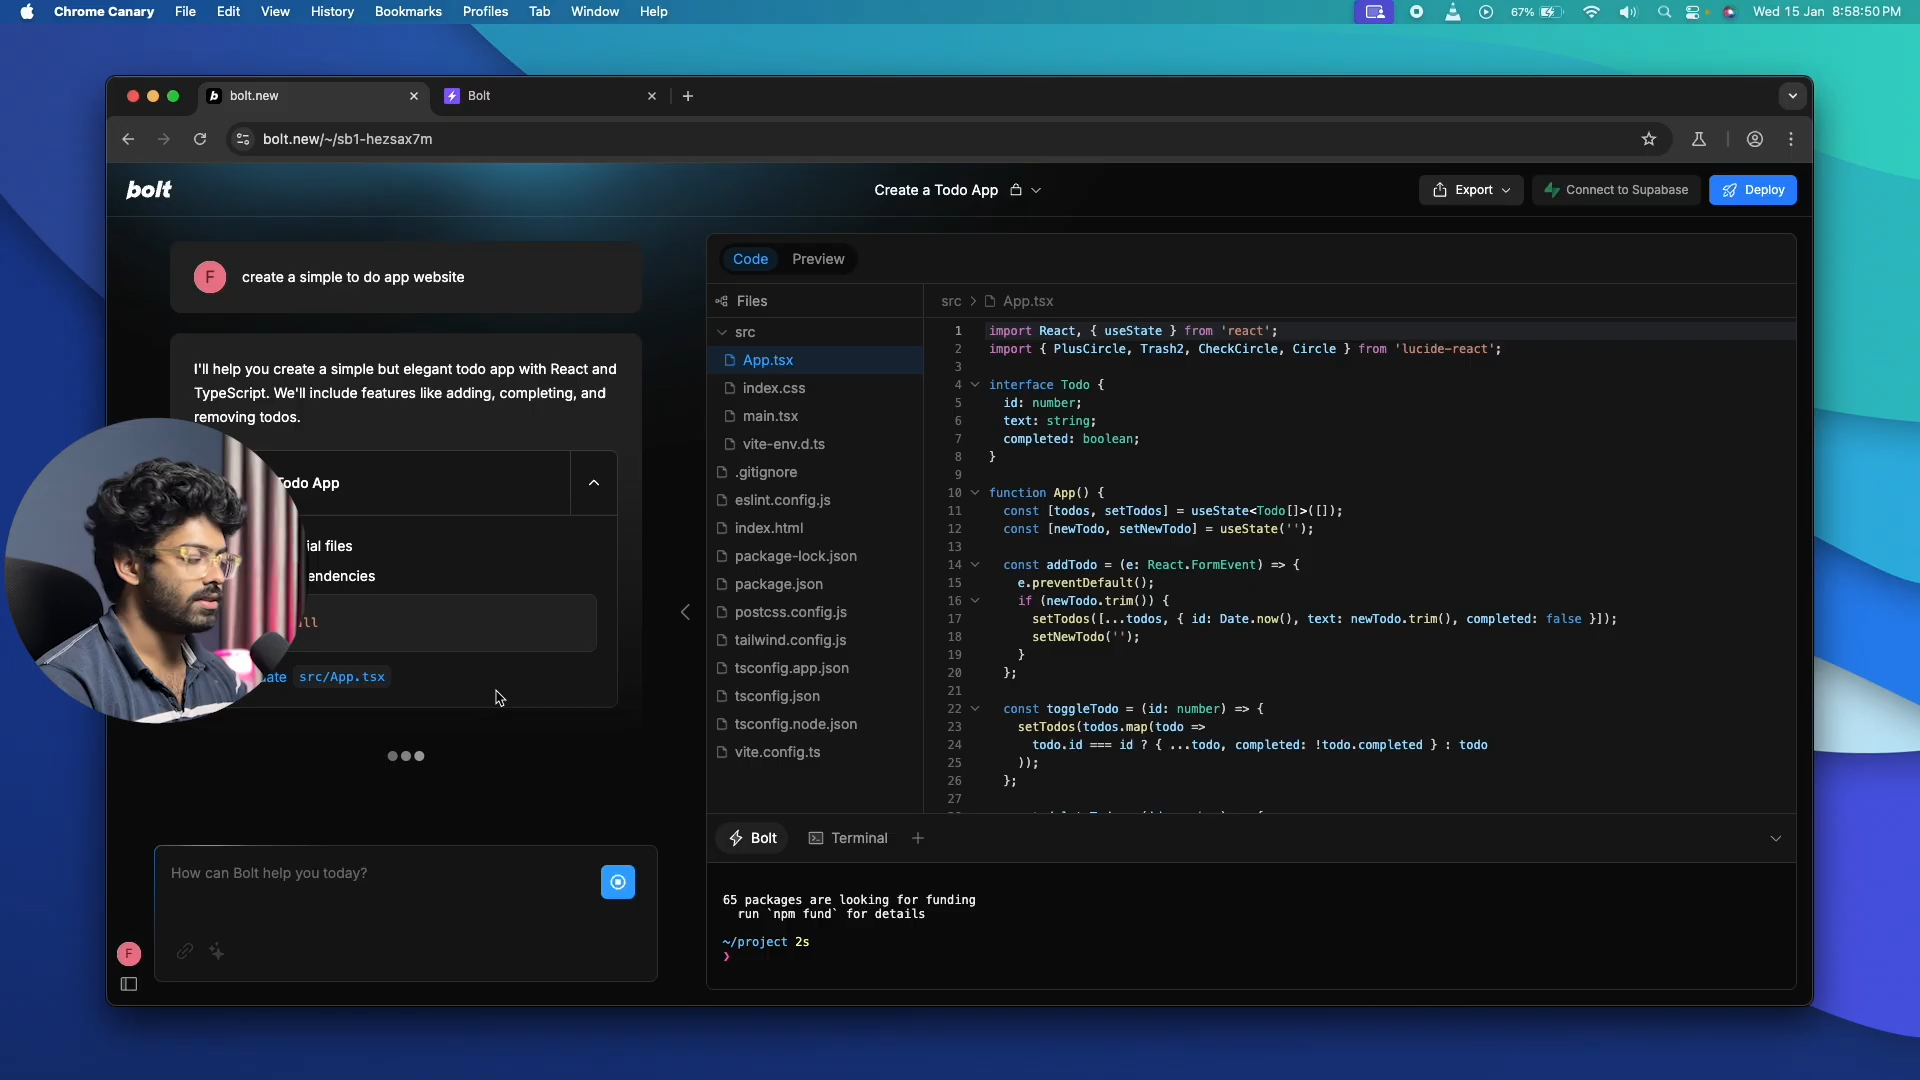 Chrome Canary File Edit View History Bookmarks Profiles Tab Window Help
67% Wed 15 Jan 8:58:50 PM
bolt.new
Bolt
bolt.new/~/sb1-hezsax7m
bolt
Create a Todo App
Export
Connect to Supabase
Deploy
F
create a simple to do app website
I'll help you create a simple but elegant todo app with React and
TypeScript. We'll include features like adding, completing, and
removing todos.
Todo App
ial files
endencies
all
ate src/App.tsx
How can Bolt help you today?
F
Code Preview
Files
src
App.tsx
index.css
main.tsx
vite-env.d.ts
.gitignore
eslint.config.js
index.html
package-lock.json
package.json
postcss.config.js
tailwind.config.js
tsconfig.app.json
tsconfig.json
tsconfig.node.json
vite.config.ts
src > App.tsx
1 import React, { useState } from 'react';
2 import { PlusCircle, Trash2, CheckCircle, Circle } from 'lucide-react';
3
4 interface Todo {
5 id: number;
6 text: string;
7 completed: boolean;
8 }
9
10 function App() {
11 const [todos, setTodos] = useState<Todo[]>([]);
12 const [newTodo, setNewTodo] = useState('');
13
14 const addTodo = (e: React.FormEvent) => {
15 e.preventDefault();
16 if (newTodo.trim()) {
17 setTodos([...todos, { id: Date.now(), text: newTodo.trim(), completed: false }]);
18 setNewTodo('');
19 }
20 };
21
22 const toggleTodo = (id: number) => {
23 setTodos(todos.map(todo =>
24 todo.id === id ? { ...todo, completed: !todo.completed } : todo
25 ));
26 };
27
Bolt Terminal
65 packages are looking for funding
run `npm fund` for details
~/project 2s
❯